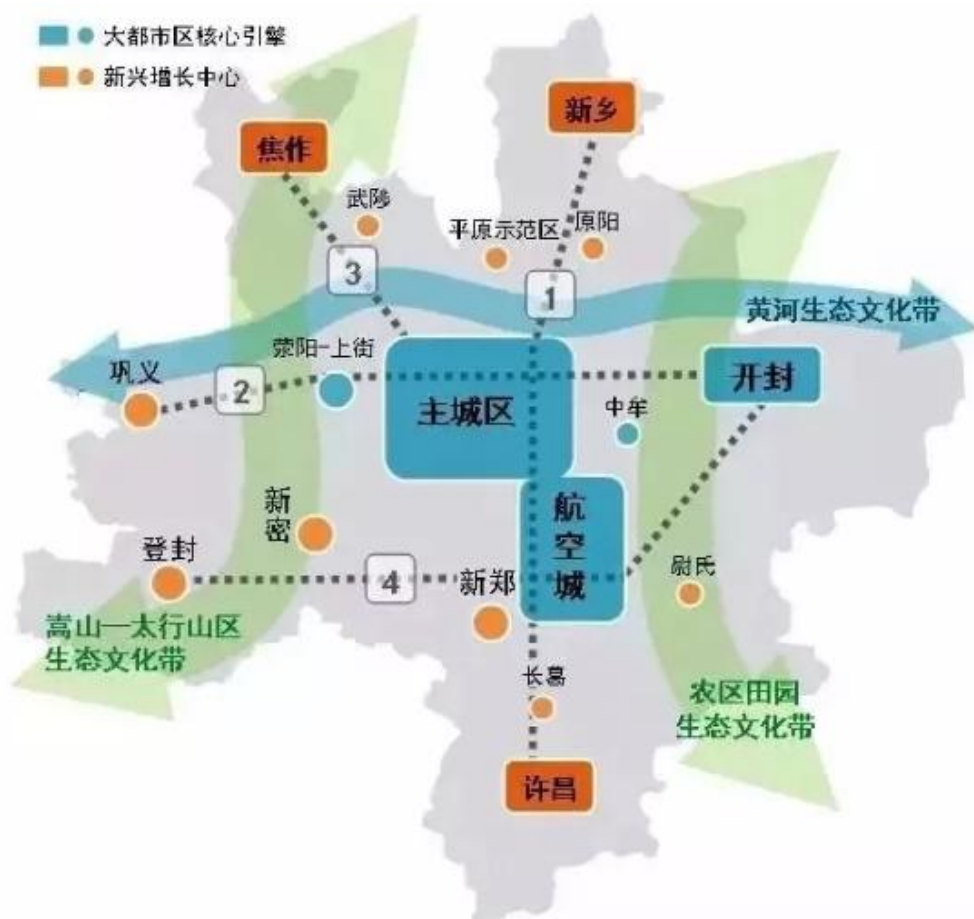 大都市区核心引擎
新兴增长中心
新乡
焦作
武陟
平原示范区
原阳
3
1
黄河生态文化带
荥阳-上街
巩义
2
主城区
开封
中牟
新密
航空城
登封
4
新郑
尉氏
嵩山—太行山区
生态文化带
长葛
农区田园
生态文化带
许昌